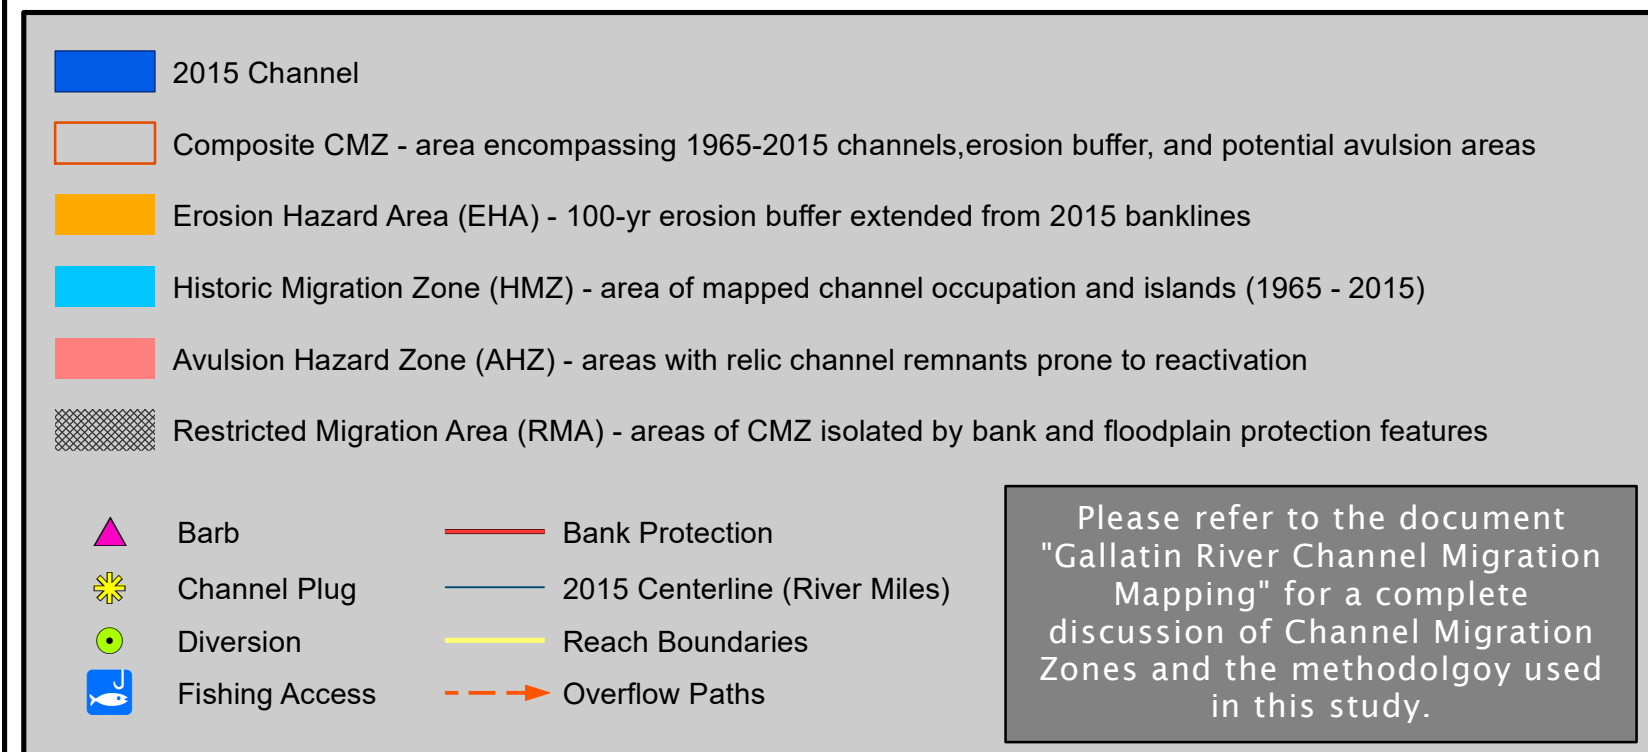 2015 Channel
Composite CMZ - area encompassing 1965-2015 channels,erosion buffer, and potential avulsion areas
Erosion Hazard Area (EHA) - 100-yr erosion buffer extended from 2015 banklines
Historic Migration Zone (HMZ) - area of mapped channel occupation and islands (1965 - 2015)
Avulsion Hazard Zone (AHZ) - areas with relic channel remnants prone to reactivation
Restricted Migration Area (RMA) - areas of CMZ isolated by bank and floodplain protection features
Barb
Channel Plug
Diversion
Fishing Access
Bank Protection
2015 Centerline (River Miles)
Reach Boundaries
Overflow Paths
Please refer to the document
"Gallatin River Channel Migration
Mapping" for a complete
discussion of Channel Migration
Zones and the methodolgoy used
in this study.